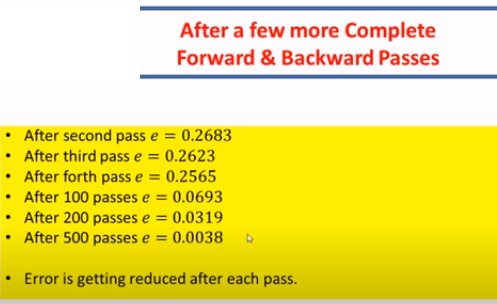 After a few more Complete
Forward & Backward Passes
• After second pass e = 0.2683
• After third pass e = 0.2623
• After forth pass e = 0.2565
• After 100 passes e = 0.0693
• After 200 passes e = 0.0319
• After 500 passes e = 0.0038
• Error is getting reduced after each pass.